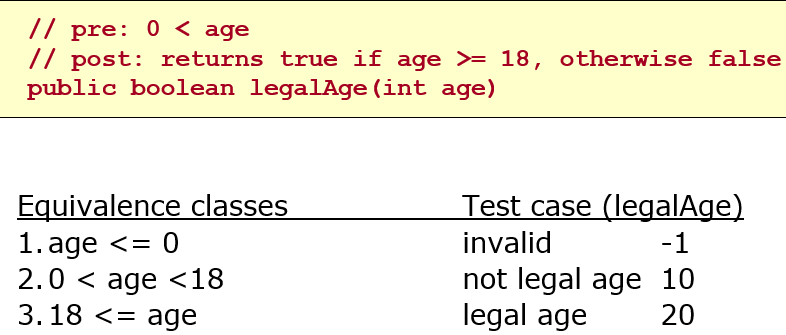 // pre: 0 < age
// post: returns true if age >= 18, otherwise false
public boolean legalAge(int age)
Equivalence classes Test case (legalAge)
1. age <= 0 invalid -1
2. 0 < age <18 not legal age 10
3. 18 <= age legal age 20